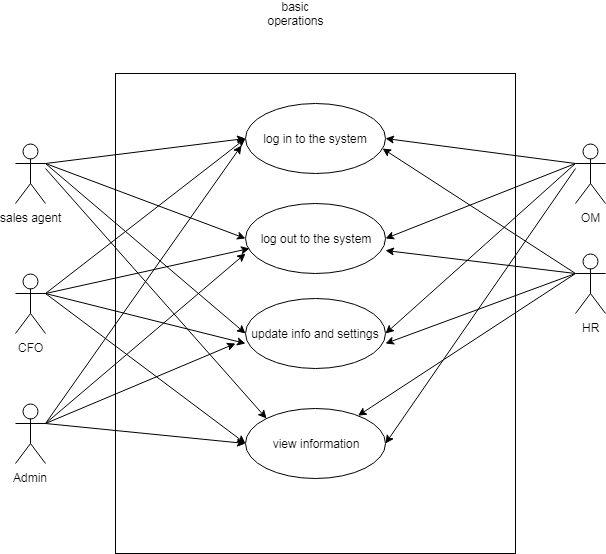 basic
operations
log in to the system
sales agent
OM
log out to the system
HR
update info and settings
CFO
view information
Admin